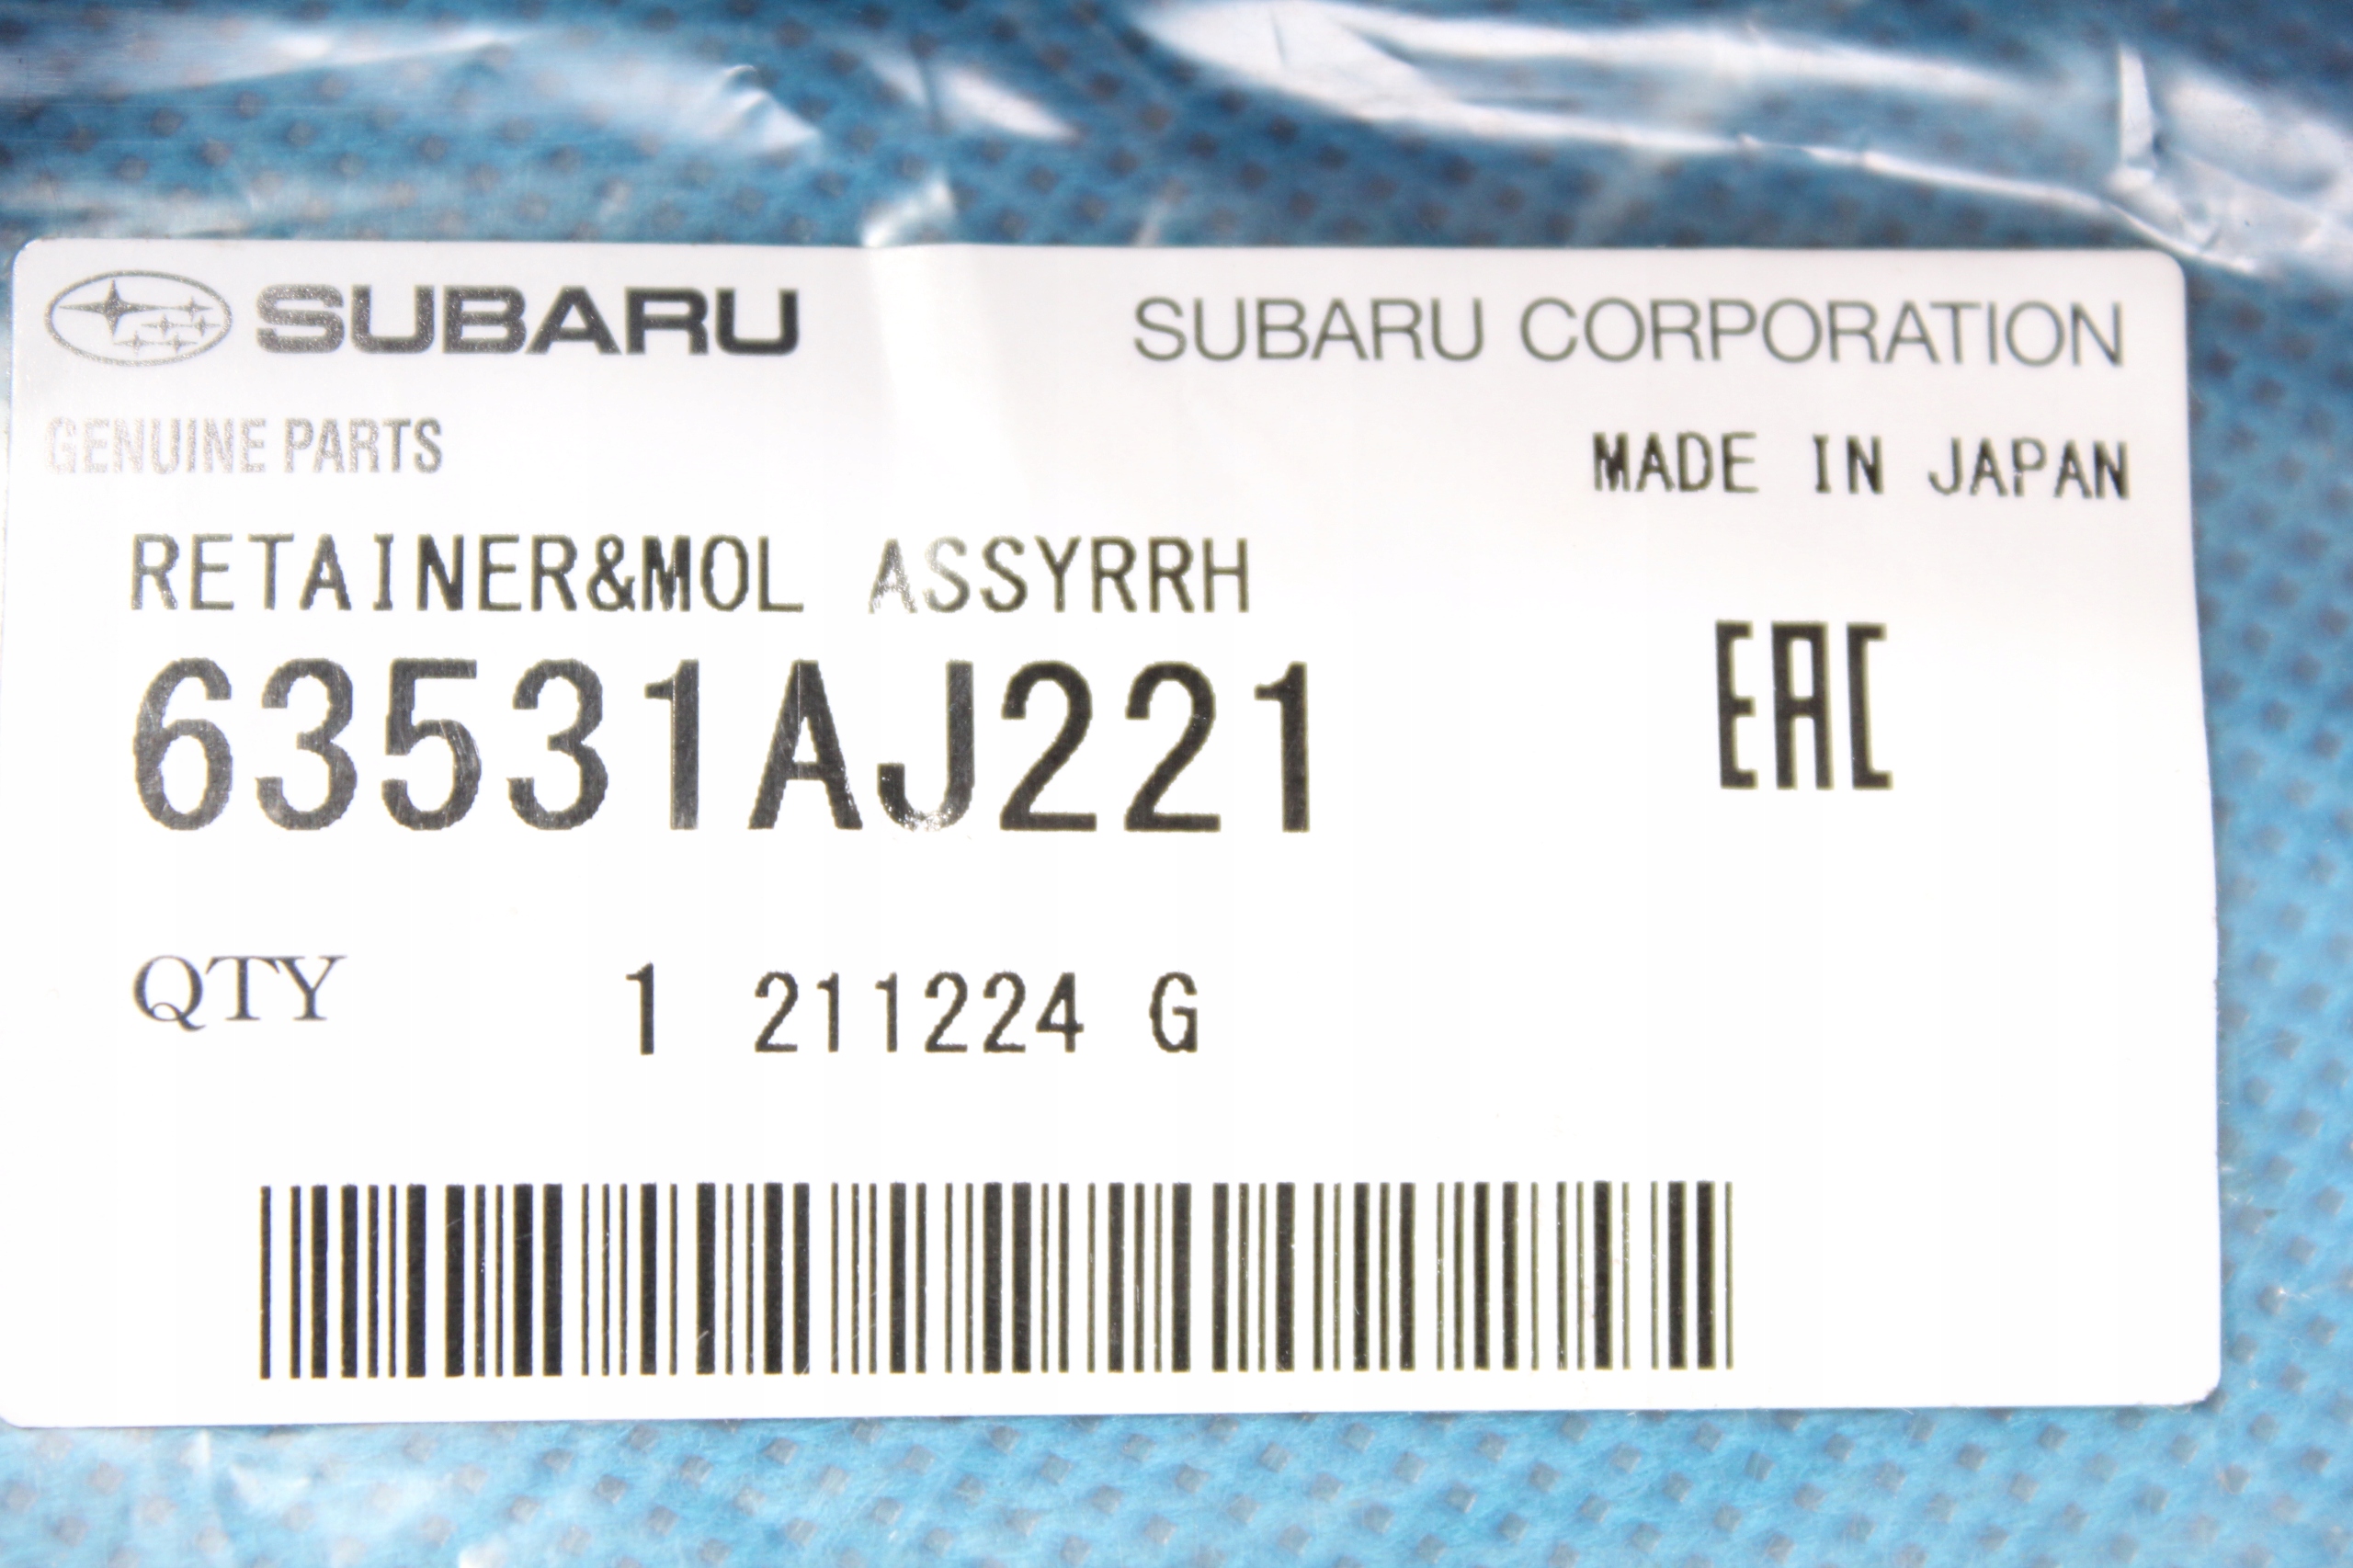 SUBARU SUBARU CORPORATION
GENUINE PARTS MADE IN JAPAN
RETAINER&MOL ASSYRRH
63531AJ221 EAC
QTY 1 211224 G